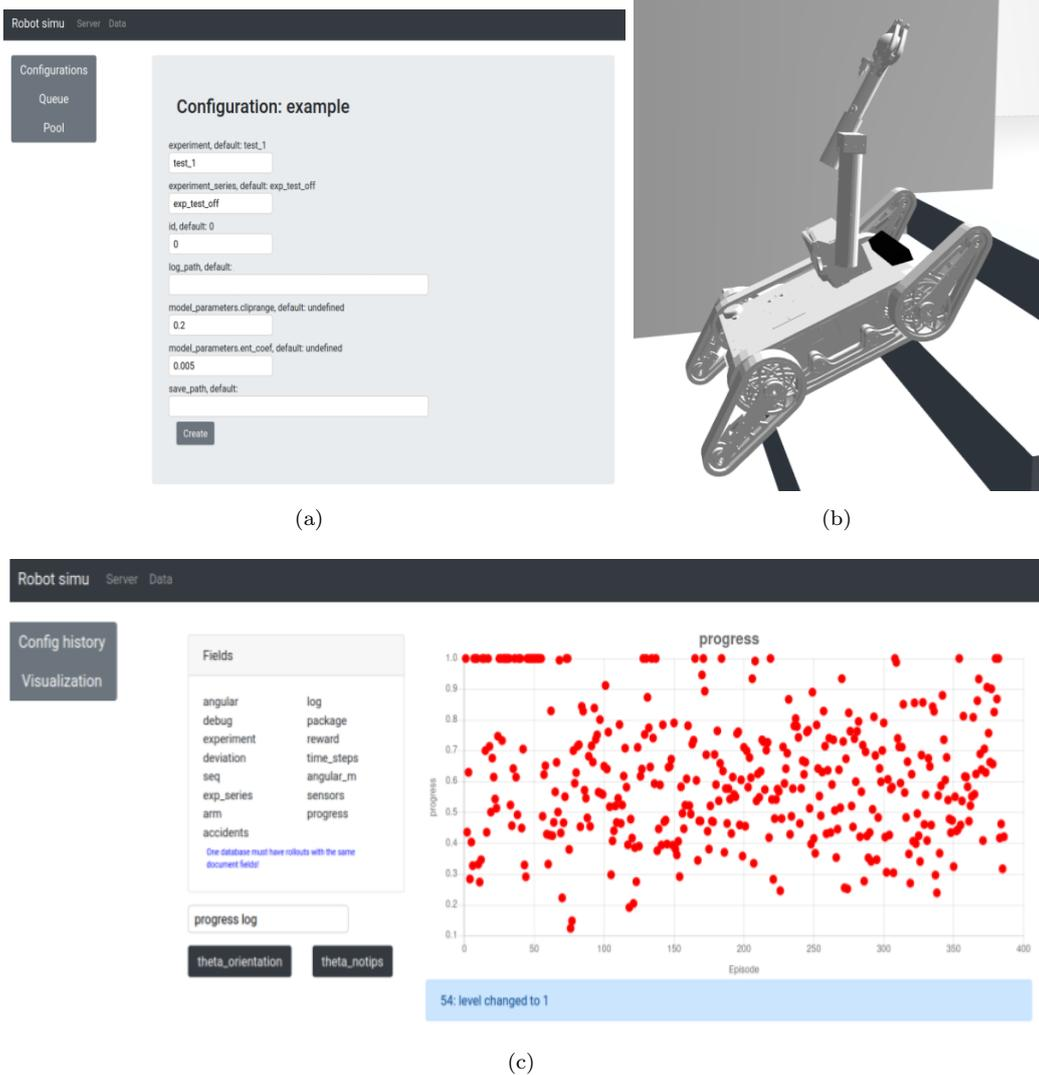 Robot simu Server Data
Configurations
Queue
Pool
Configuration: example
experiment, default: test_1
test_1
experiment_series, default: exp_test_off
exp_test_off
id, default: 0
0
log_path, default:
model_parameters.cliprange, default: undefined
0.2
model_parameters.ent_coef, default: undefined
0.005
save_path, default:
Create
(a)
(b)
Robot simu Server Data
Config history
Visualization
Fields
angular log
debug package
experiment reward
deviation time_steps
seq angular_m
exp_series sensors
arm progress
accidents
One database must have rollouts with the same
document fields!
progress log
theta_orientation theta_notips
progress
1.0
0.9
0.8
0.7
0.6
0.5
0.4
0.3
0.2
0.1
progress
0 50 100 150 200 250 300 350 400
Episode
54: level changed to 1
(c)